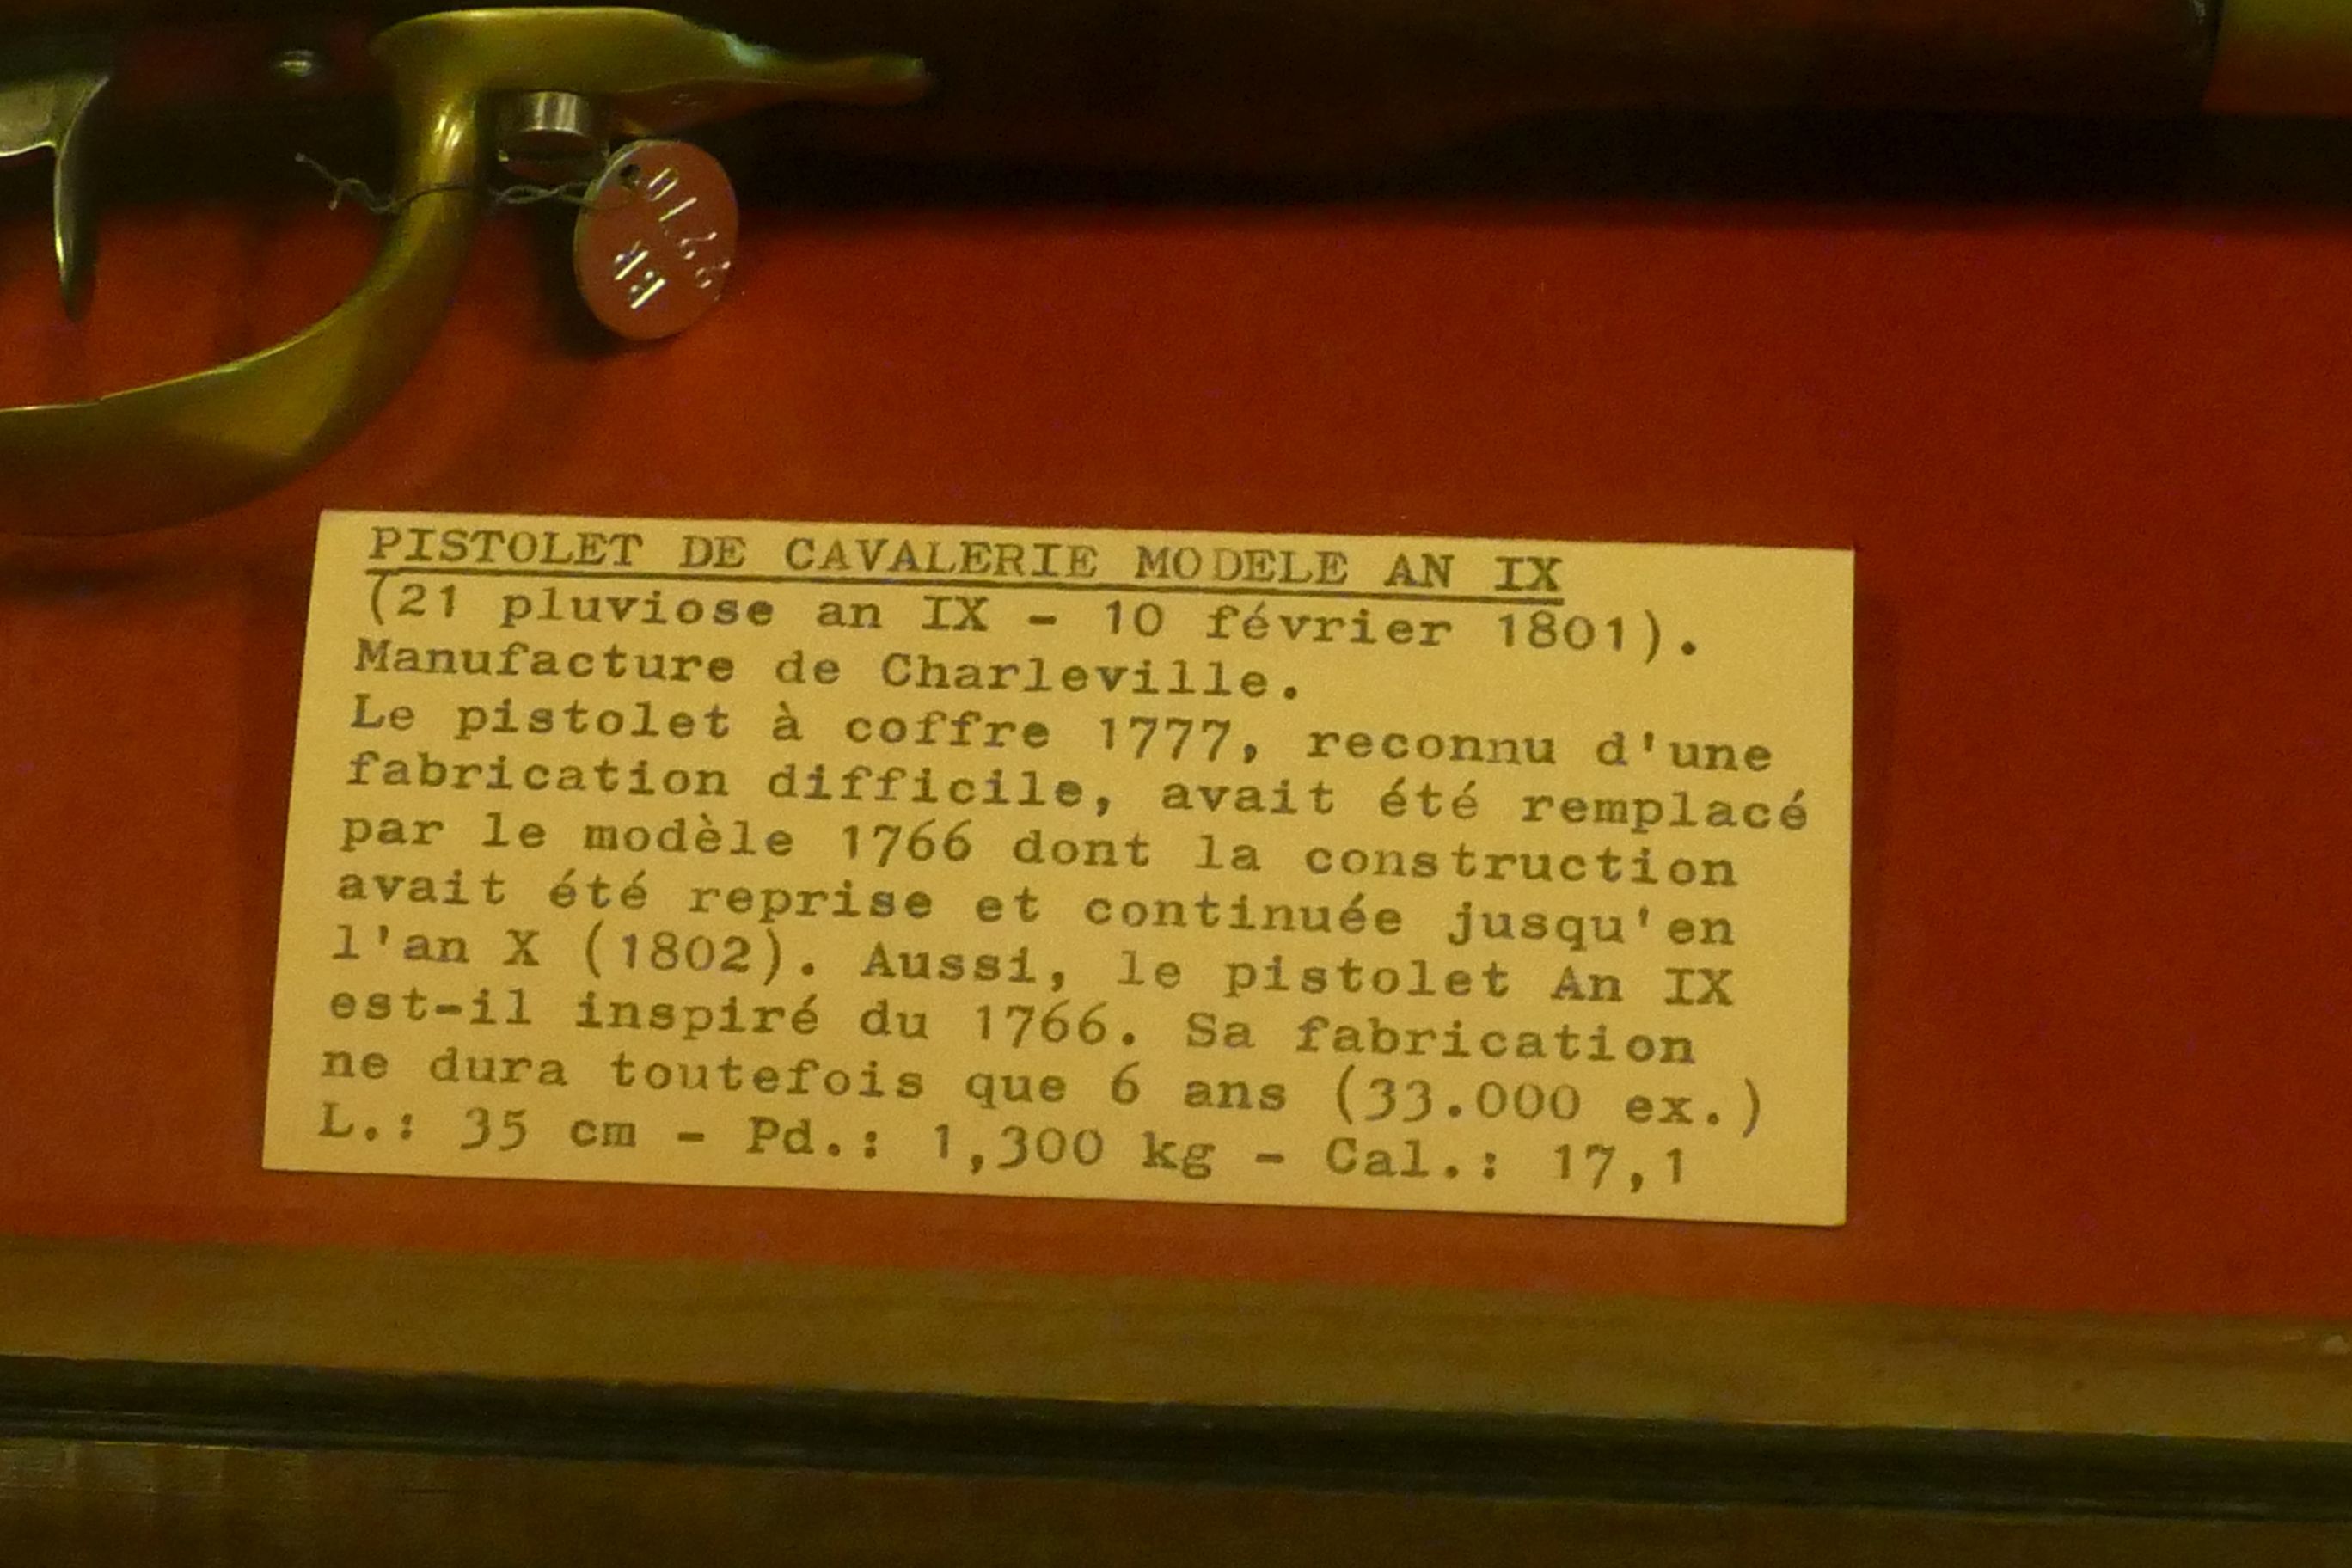 PISTOLET DE CAVALERIE MODELE AN IX
(21 pluviose an IX - 10 février 1801).
Manufacture de Charleville.
Le pistolet à coffre 1777, reconnu d'une
fabrication difficile, avait été remplacé
par le modèle 1766 dont la construction
avait été reprise et continuée jusqu'en
l'an X (1802). Aussi, le pistolet An IX
est-il inspiré du 1766. Sa fabrication
ne dura toutefois que 6 ans (33.000 ex.)
L.: 35 cm - Pd.: 1,300 kg - Cal.: 17,1